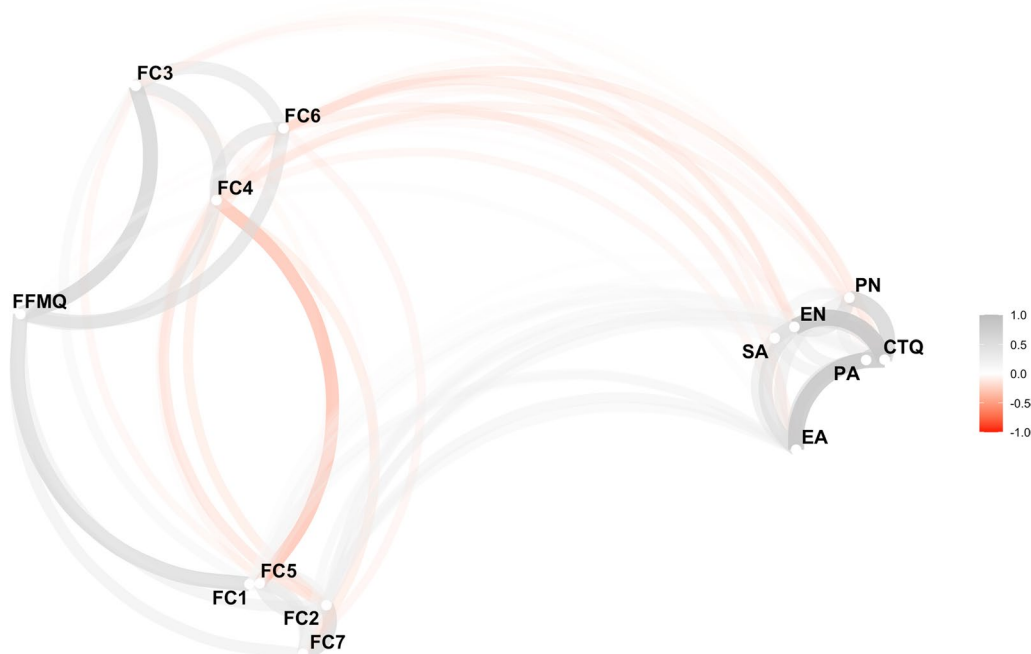 FC3
FC6
FC4
FFMQ
PN
EN
SA
CTQ
PA
EA
1.0
0.5
0.0
-0.5
-1.0
FC5
FC1
FC2
FC7